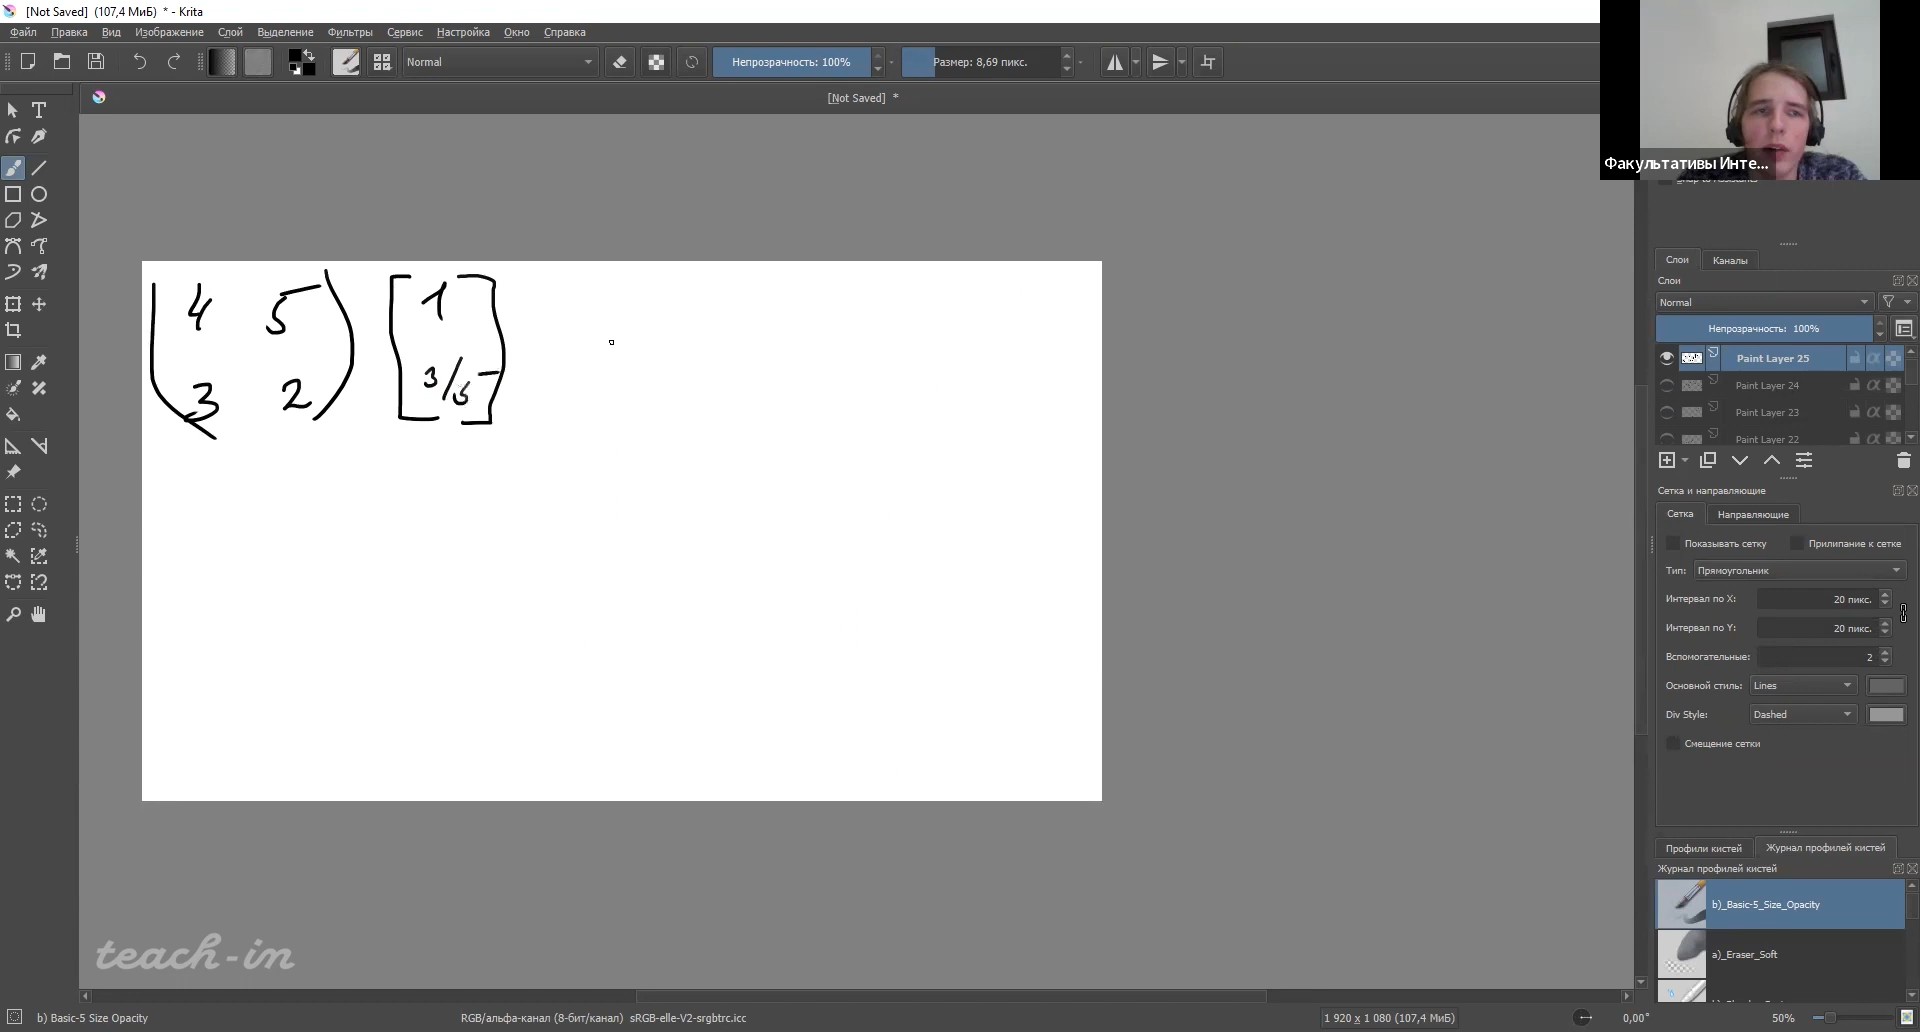 [Not Saved] (107,4 МиБ) * - Krita
Файл Правка Вид Изображение Слой Выделение Фильтры Сервис Настройка Окно Справка
Normal Непрозрачность: 100% Размер: 8,69 пикс.
[Not Saved] *
Факультативы Инте...
4 5 1
3 2 3/5
Слои Каналы
Слои
Normal
Непрозрачность: 100%
Paint Layer 25
Paint Layer 24
Paint Layer 23
Paint Layer 22
Сетка и направляющие
Сетка Направляющие
Показывать сетку Прилипание к сетке
Тип: Прямоугольник
Интервал по X: 20 пикс.
Интервал по Y: 20 пикс.
Вспомогательные: 2
Основной стиль: Lines
Div Style: Dashed
Смещение сетки
Профили кистей Журнал профилей кистей
Журнал профилей кистей
b)_Basic-5_Size_Opacity
a)_Eraser_Soft
teach-in
b) Basic-5 Size Opacity RGB/альфа-канал (8-бит/канал) sRGB-elle-V2-srgbtrc.icc 1 920 x 1 080 (107,4 МиБ) 0,00° 50%